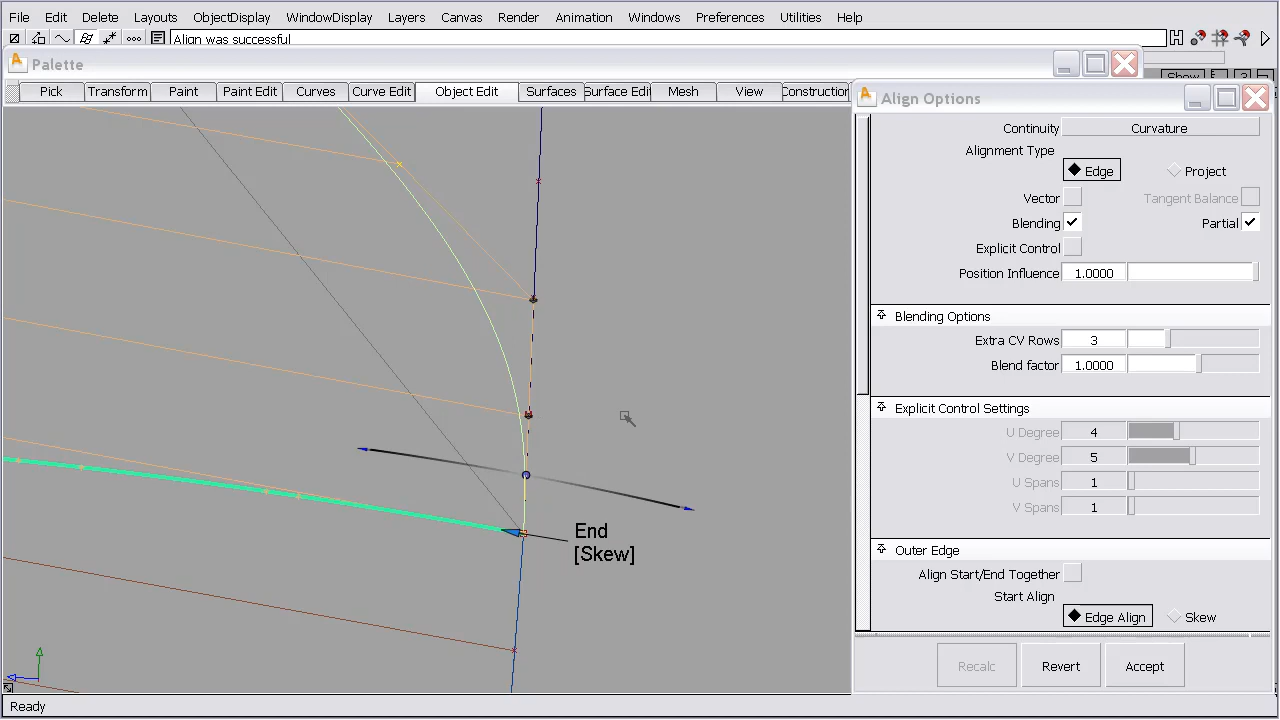 File Edit Delete Layouts ObjectDisplay WindowDisplay Layers Canvas Render Animation Windows Preferences Utilities Help
Align was successful
Palette
Show
Pick Transform Paint Paint Edit Curves Curve Edit Object Edit Surfaces Surface Edi Mesh View Construction
Align Options
Continuity Curvature
Alignment Type
Edge Project
Vector Tangent Balance
Blending Partial
Explicit Control
Position Influence 1.0000
Blending Options
Extra CV Rows 3
Blend factor 1.0000
Explicit Control Settings
U Degree 4
V Degree 5
U Spans 1
V Spans 1
Outer Edge
Align Start/End Together
Start Align
Edge Align Skew
Recalc Revert Accept
End
[Skew]
Ready